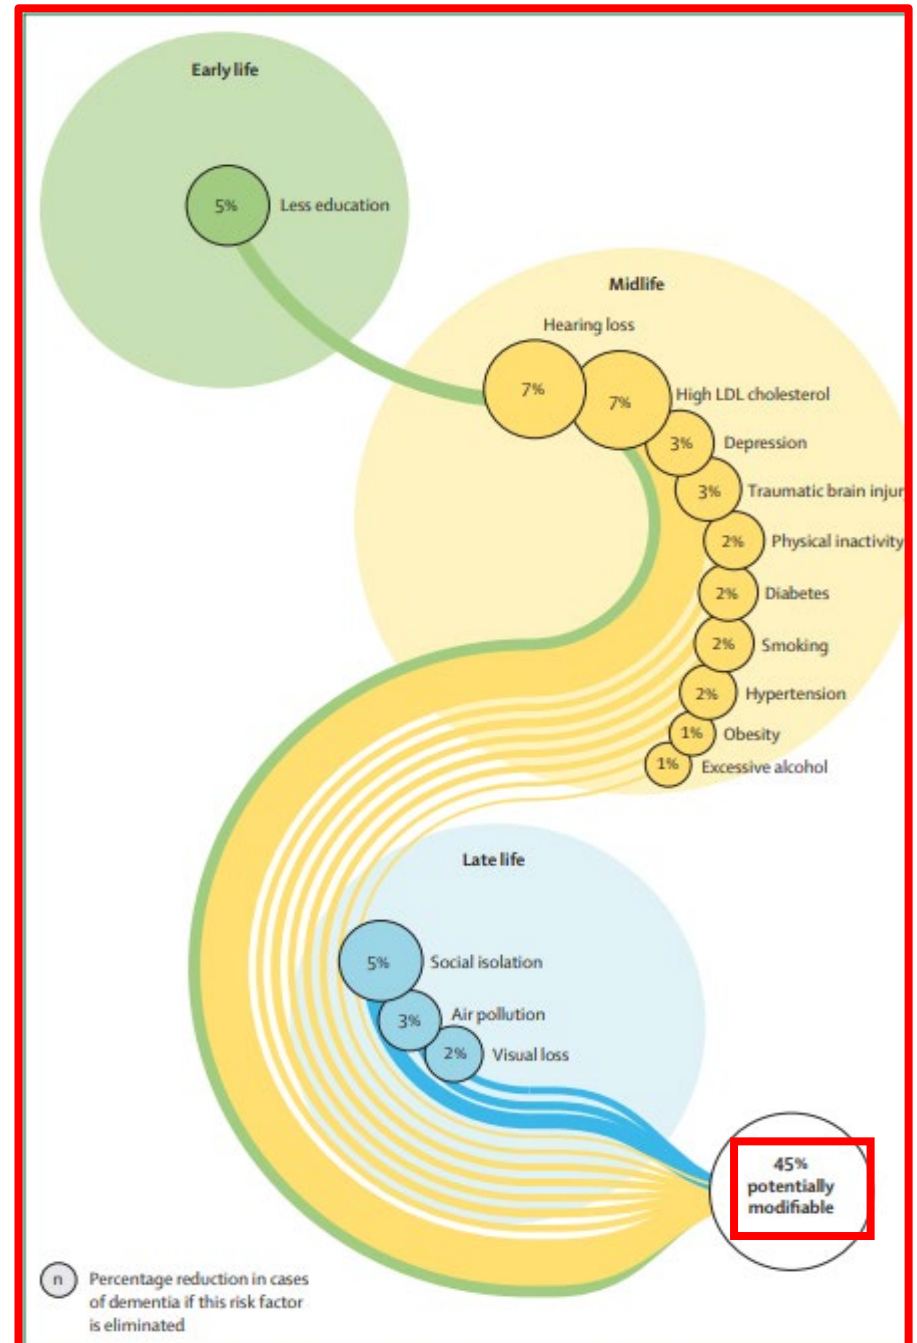 Early life
5%
Less education
Midlife
Hearing loss
7%
7%
High LDL cholesterol
3%
Depression
3%
Traumatic brain injur
2%
Physical inactivity
2%
Diabetes
2%
Smoking
2%
Hypertension
1%
Obesity
1%
Excessive alcohol
Late life
5%
Social isolation
3%
Air pollution
2%
Visual loss
45%
potentially
modifiable
n
Percentage reduction in cases
of dementia if this risk factor
is eliminated